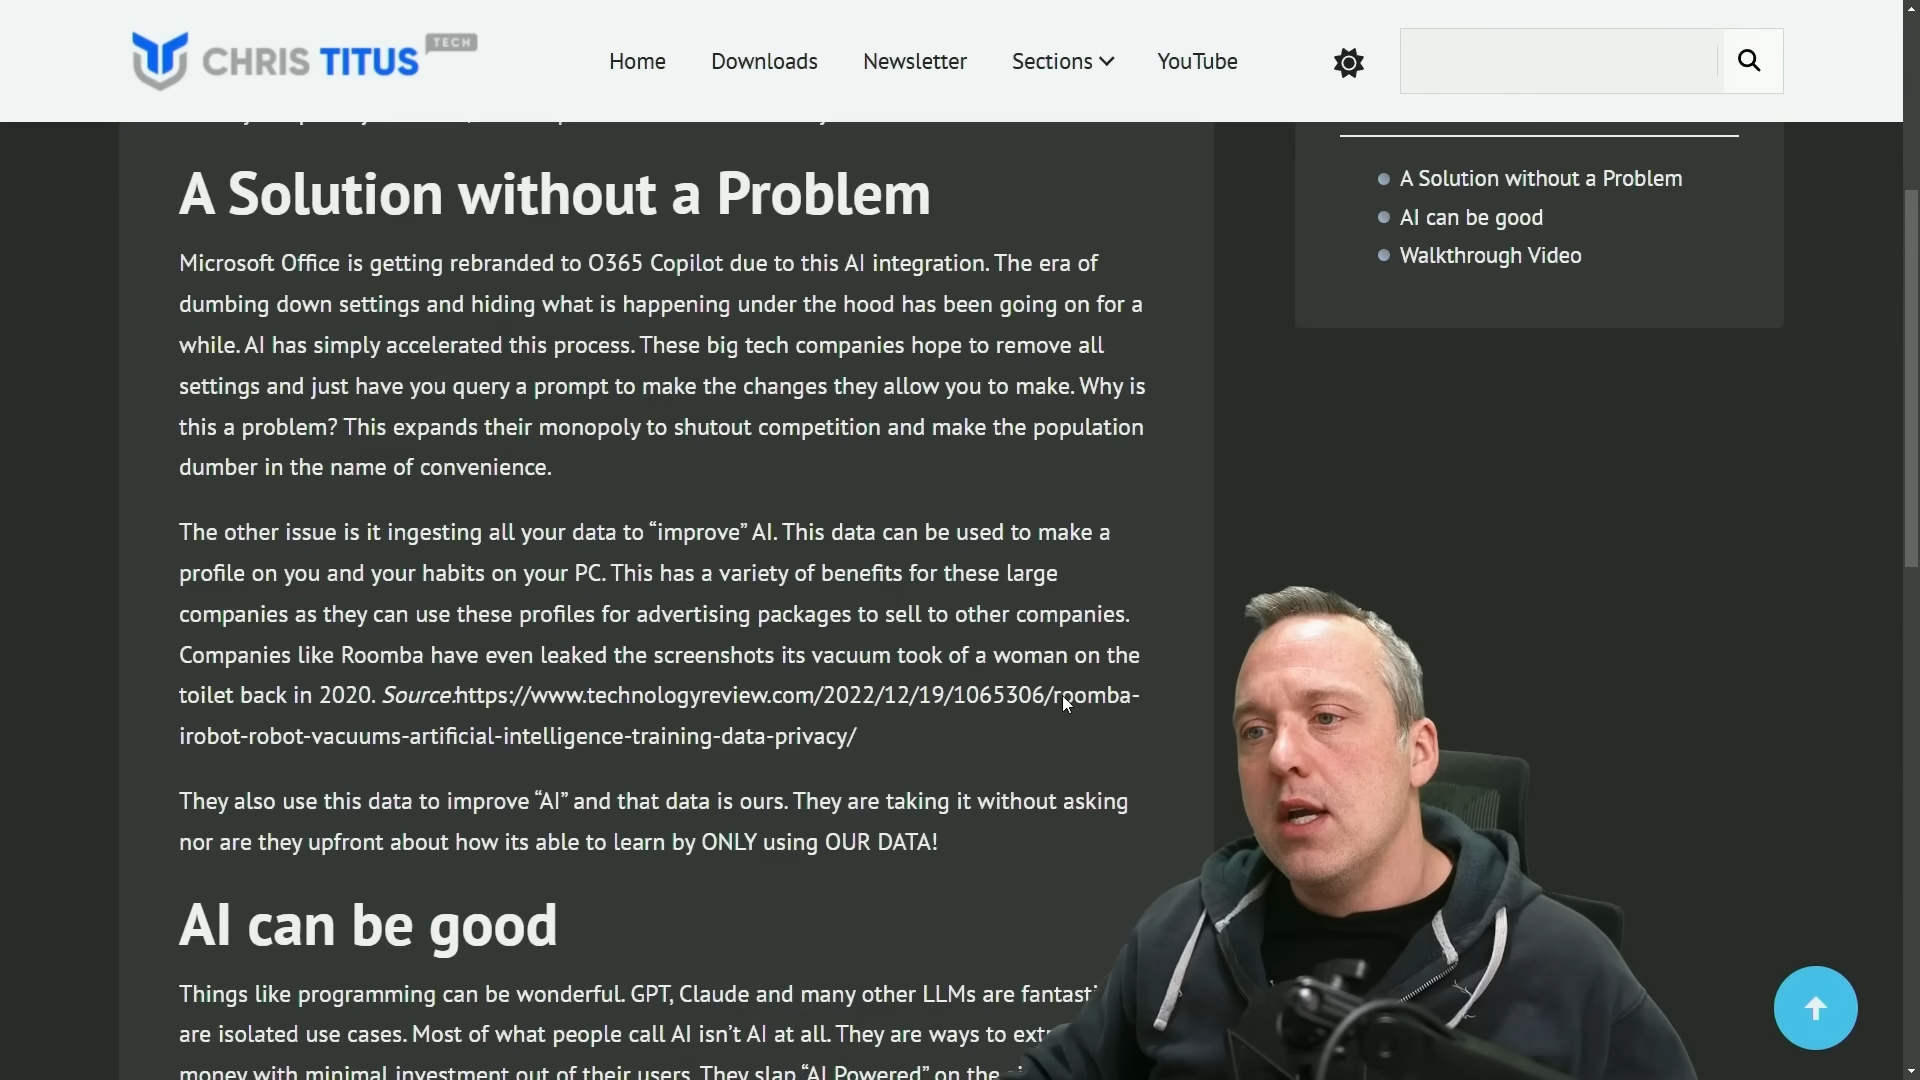 CHRIS TITUS TECH
Home Downloads Newsletter Sections YouTube
A Solution without a Problem
Microsoft Office is getting rebranded to O365 Copilot due to this AI integration. The era of
dumbing down settings and hiding what is happening under the hood has been going on for a
while. AI has simply accelerated this process. These big tech companies hope to remove all
settings and just have you query a prompt to make the changes they allow you to make. Why is
this a problem? This expands their monopoly to shutout competition and make the population
dumber in the name of convenience.
The other issue is it ingesting all your data to “improve” AI. This data can be used to make a
profile on you and your habits on your PC. This has a variety of benefits for these large
companies as they can use these profiles for advertising packages to sell to other companies.
Companies like Roomba have even leaked the screenshots its vacuum took of a woman on the
toilet back in 2020. Source:https://www.technologyreview.com/2022/12/19/1065306/roomba-
irobot-robot-vacuums-artificial-intelligence-training-data-privacy/
They also use this data to improve “AI” and that data is ours. They are taking it without asking
nor are they upfront about how its able to learn by ONLY using OUR DATA!
AI can be good
Things like programming can be wonderful. GPT, Claude and many other LLMs are
are isolated use cases. Most of what people call AI isn’t AI at all. They are ways to
money with minimal investment out of their users. They slap “AI Powered” on the
A Solution without a Problem
AI can be good
Walkthrough Video